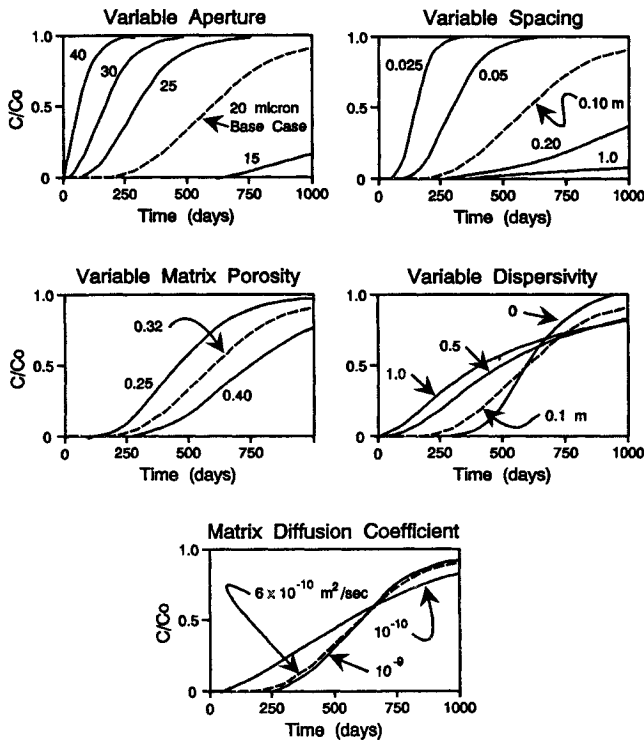 Variable Aperture
C/Co
1.0
0.5
0
40
30
25
20 micron
Base Case
15
0 250 500 750 1000
Time (days)
Variable Spacing
1.0
0.5
0
0.025
0.05
0.10 m
0.20
1.0
0 250 500 750 1000
Time (days)
Variable Matrix Porosity
C/Co
1.0
0.5
0
0.32
0.25
0.40
0 250 500 750 1000
Time (days)
Variable Dispersivity
1.0
0.5
0
0
0.5
1.0
0.1 m
0 250 500 750 1000
Time (days)
Matrix Diffusion Coefficient
C/Co
1.0
0.5
0
6 x 10⁻¹⁰ m²/sec
10⁻¹⁰
10⁻⁹
0 250 500 750 1000
Time (days)